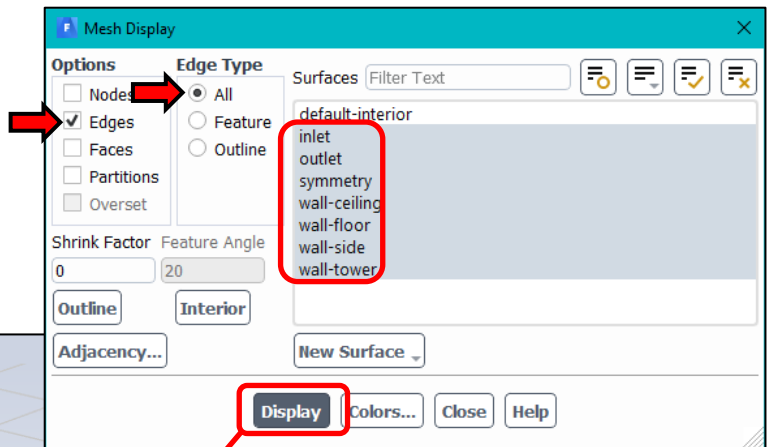 Mesh Display
Options
Nodes
Edges
Faces
Partitions
Overset
Edge Type
All
Feature
Outline
Shrink Factor
0
Feature Angle
20
Outline
Interior
Adjacency...
Surfaces
Filter Text
default-interior
inlet
outlet
symmetry
wall-ceiling
wall-floor
wall-side
wall-tower
New Surface
Display
Colors...
Close
Help